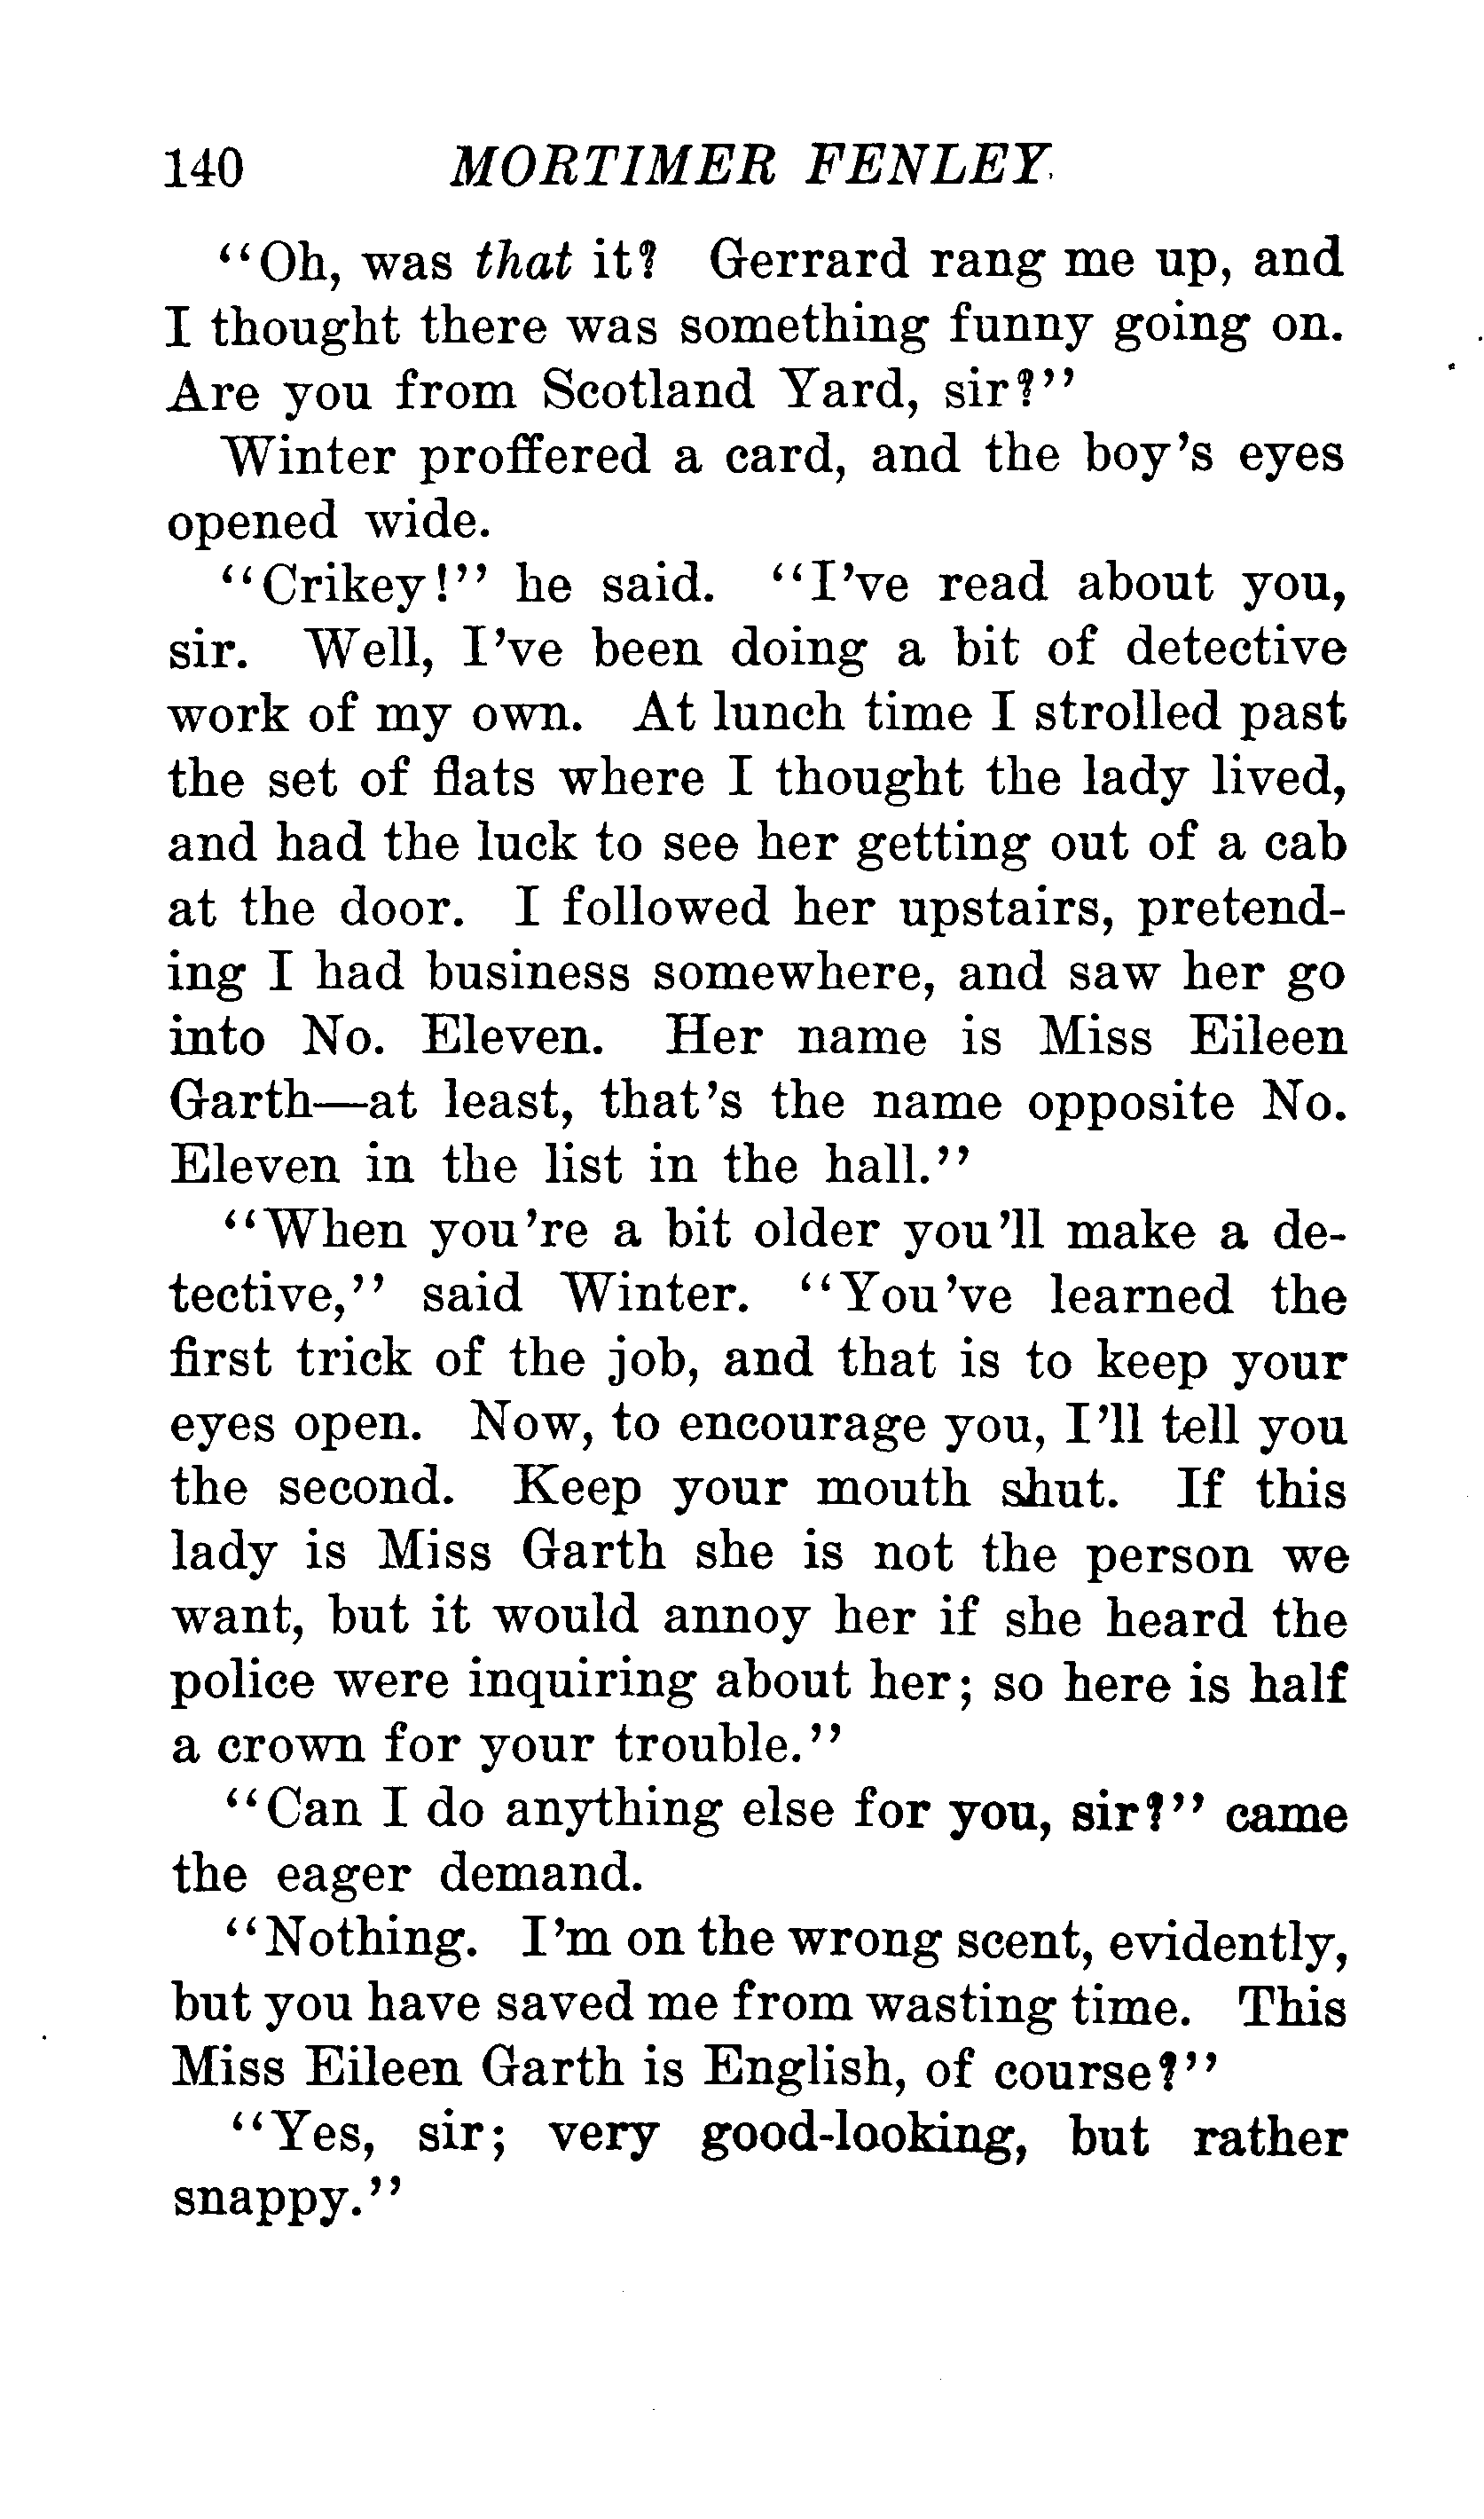 140 MORTIMER FENLEY
"Oh, was that it? Gerrard rang me up, and
I thought there was something funny going on.
Are you from Scotland Yard, sir?"
Winter proffered a card, and the boy's eyes
opened wide.
"Crikey!" he said. "I've read about you,
sir. Well, I've been doing a bit of detective
work of my own. At lunch time I strolled past
the set of flats where I thought the lady lived,
and had the luck to see her getting out of a cab
at the door. I followed her upstairs, pretend-
ing I had business somewhere, and saw her go
into No. Eleven. Her name is Miss Eileen
Garth—at least, that's the name opposite No.
Eleven in the list in the hall."
"When you're a bit older you'll make a de-
tective," said Winter. "You've learned the
first trick of the job, and that is to keep your
eyes open. Now, to encourage you, I'll tell you
the second. Keep your mouth shut. If this
lady is Miss Garth she is not the person we
want, but it would annoy her if she heard the
police were inquiring about her; so here is half
a crown for your trouble."
"Can I do anything else for you, sir?" came
the eager demand.
"Nothing. I'm on the wrong scent, evidently,
but you have saved me from wasting time. This
Miss Eileen Garth is English, of course?"
"Yes, sir; very good-looking, but rather
snappy."